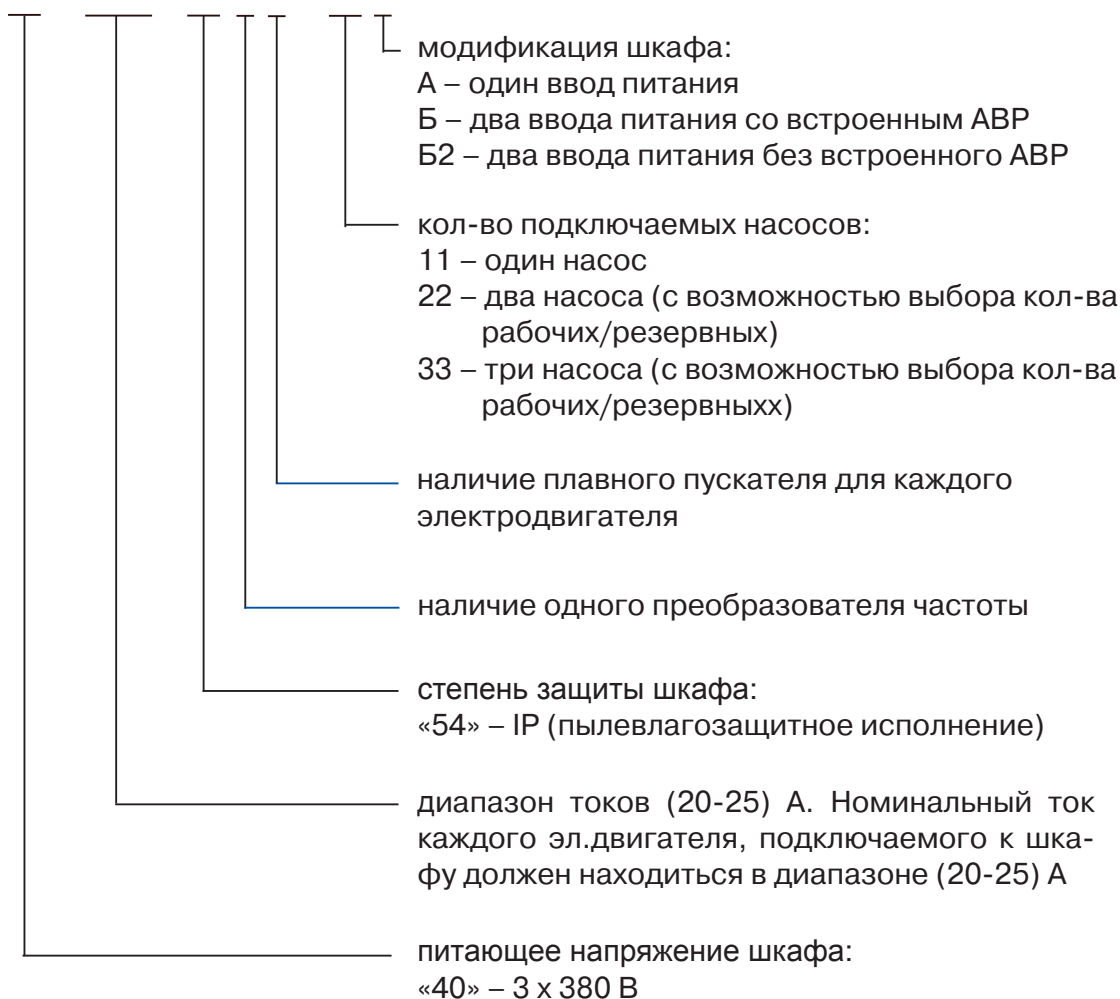 модификация шкафа:
А – один ввод питания
Б – два ввода питания со встроенным АВР
Б2 – два ввода питания без встроенного АВР
кол-во подключаемых насосов:
11 – один насос
22 – два насоса (с возможностью выбора кол-ва
рабочих/резервных)
33 – три насоса (с возможностью выбора кол-ва
рабочих/резервныхх)
наличие плавного пускателя для каждого
электродвигателя
наличие одного преобразователя частоты
степень защиты шкафа:
«54» – IP (пылевлагозащитное исполнение)
диапазон токов (20-25) А. Номинальный ток
каждого эл.двигателя, подключаемого к шка-
фу должен находиться в диапазоне (20-25) А
питающее напряжение шкафа:
«40» – 3 х 380 В